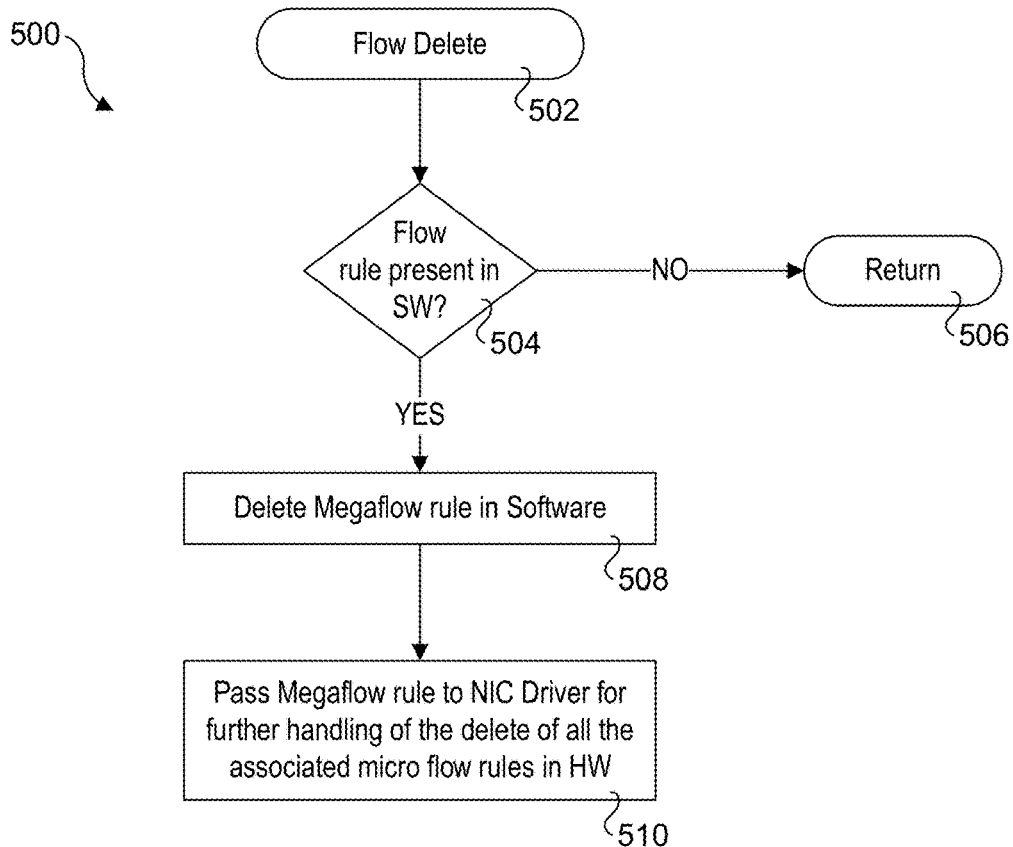 500
Flow Delete
502
Flow
rule present in
SW?
504
NO
Return
506
YES
Delete Megaflow rule in Software
508
Pass Megaflow rule to NIC Driver for
further handling of the delete of all the
associated micro flow rules in HW
510